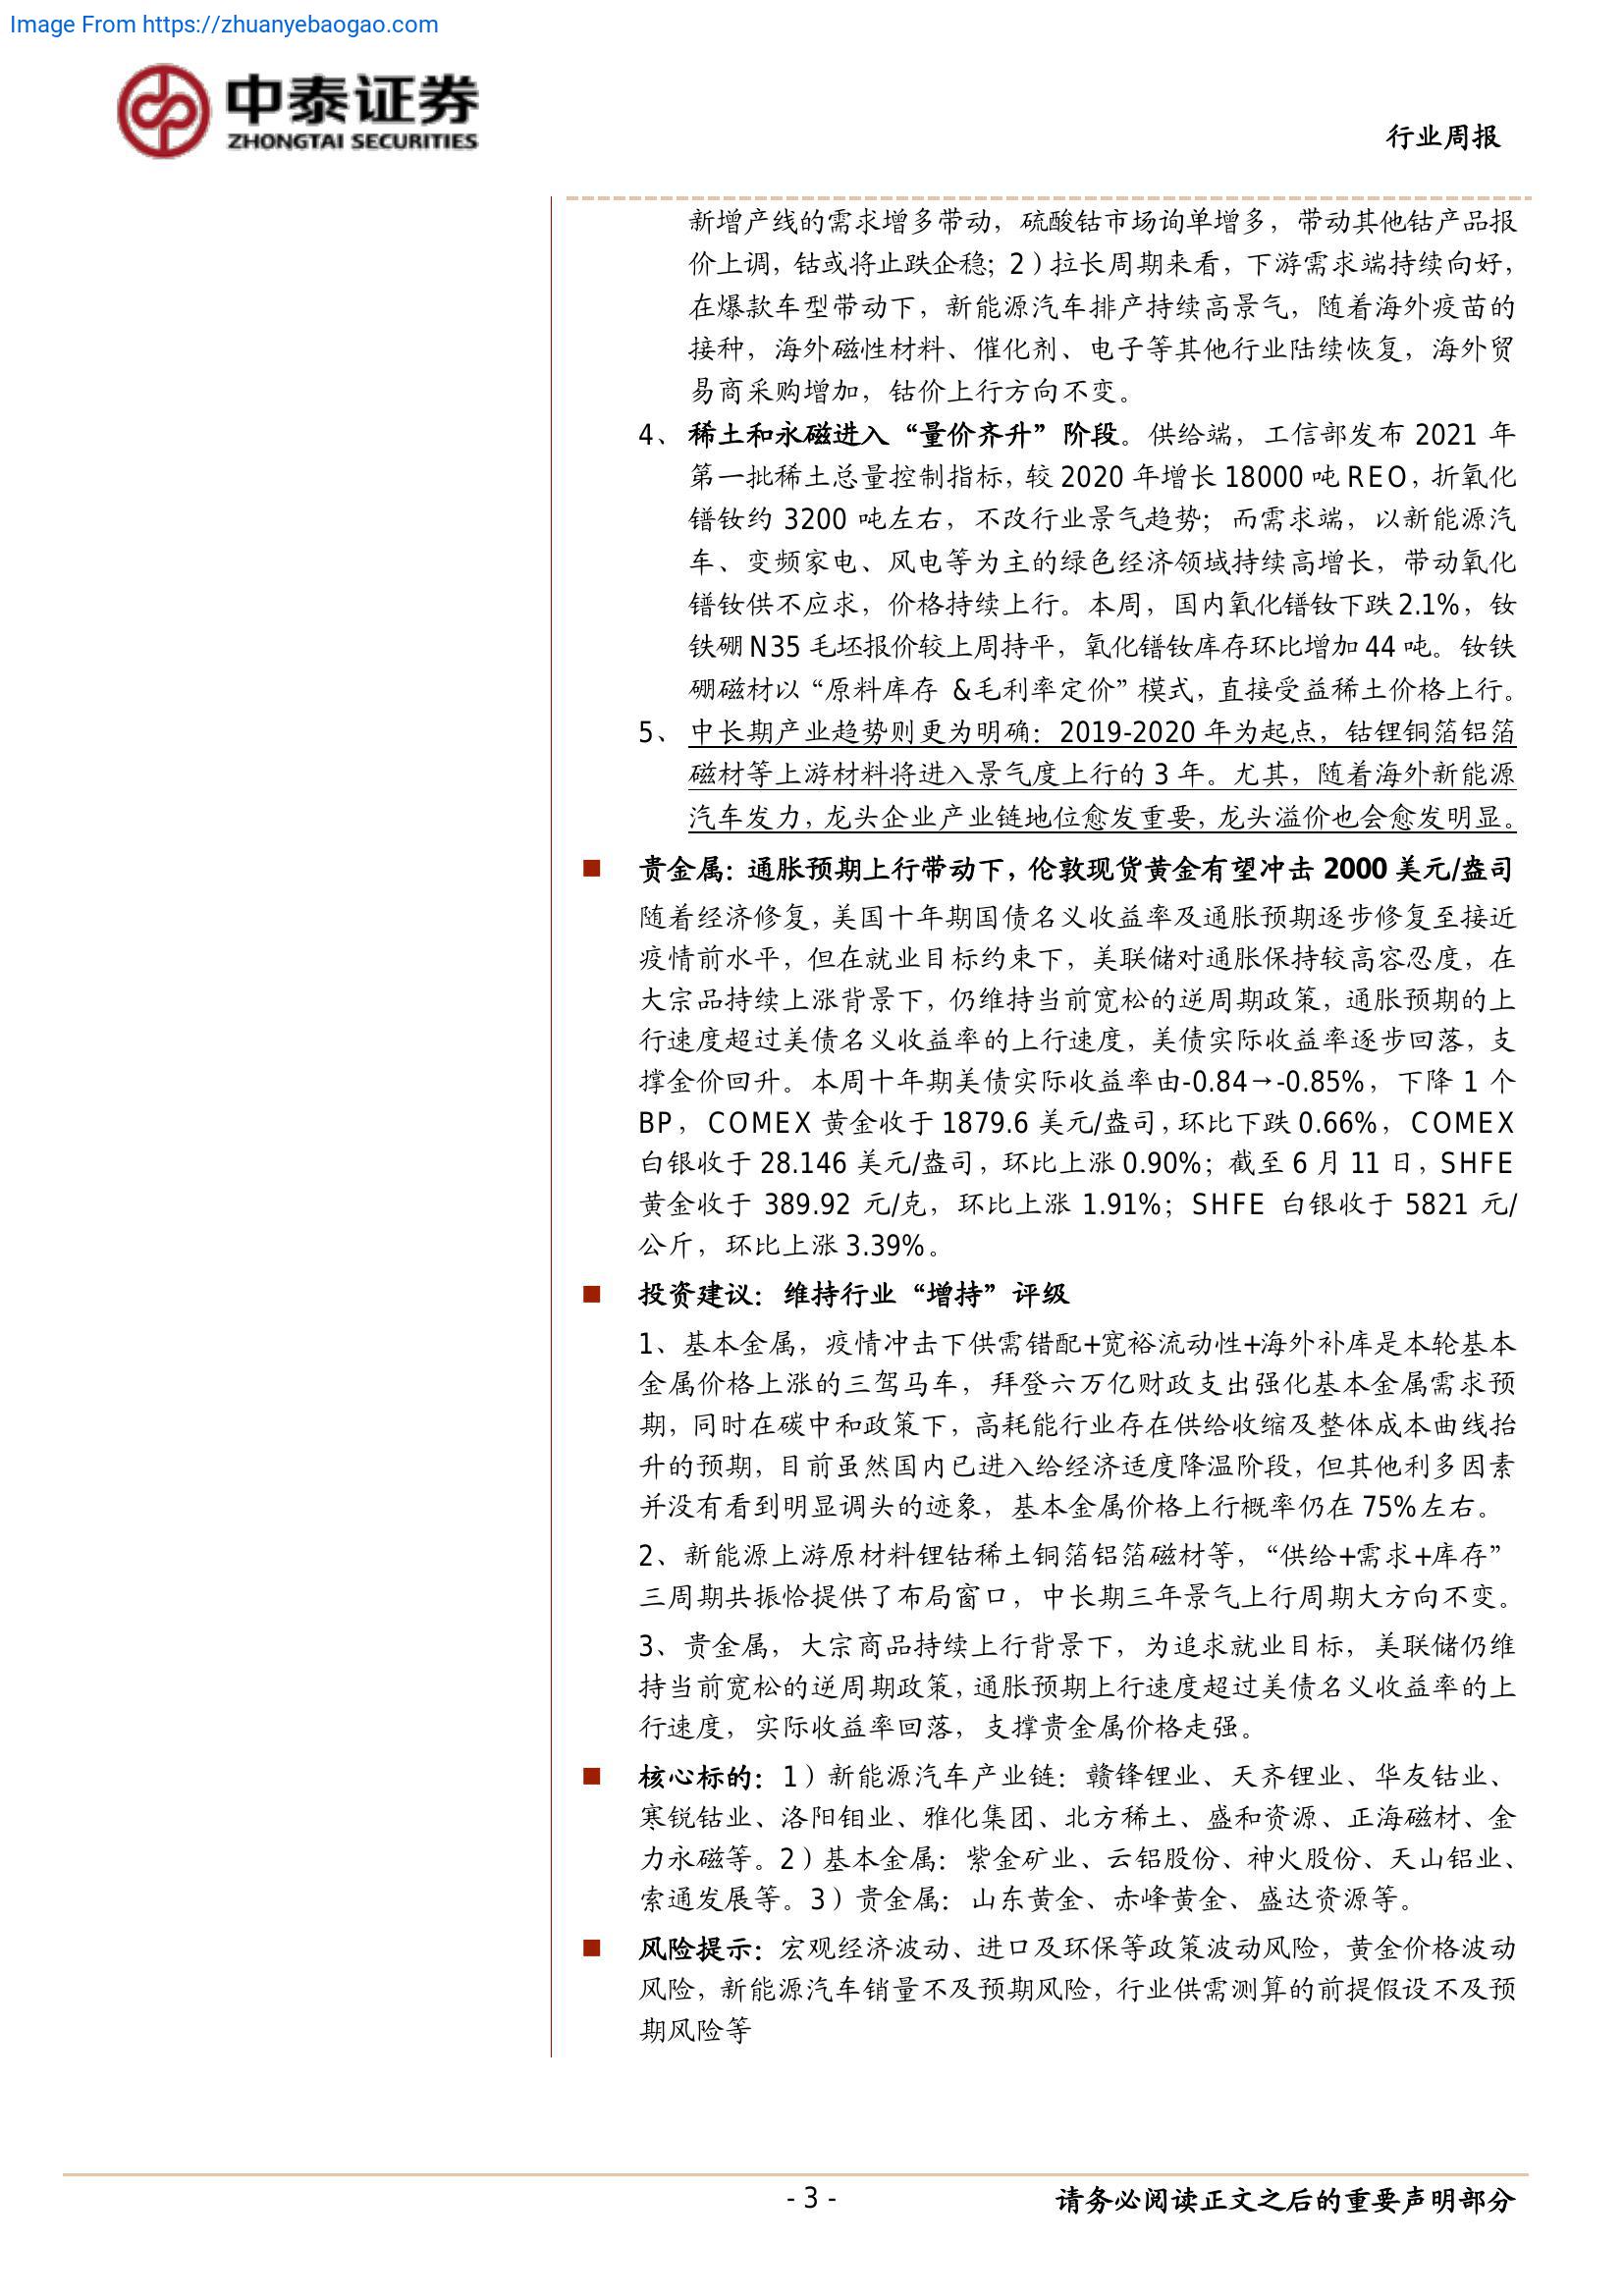 Image From https://zhuanyebaogao.com
中泰证券
ZHONGTAI SECURITIES
行业周报
新增产线的需求增多带动，硫酸钴市场询单增多，带动其他钴产品报
价上调，钴或将止跌企稳；2）拉长周期来看，下游需求端持续向好，
在爆款车型带动下，新能源汽车排产持续高景气，随着海外疫苗的
接种，海外磁性材料、催化剂、电子等其他行业陆续恢复，海外贸
易商采购增加，钴价上行方向不变。
4、稀土和永磁进入“量价齐升”阶段。供给端，工信部发布 2021 年
第一批稀土总量控制指标，较 2020 年增长 18000 吨 REO，折氧化
镨钕约 3200 吨左右，不改行业景气趋势；而需求端，以新能源汽
车、变频家电、风电等为主的绿色经济领域持续高增长，带动氧化
镨钕供不应求，价格持续上行。本周，国内氧化镨钕下跌 2.1%，钕
铁硼 N35 毛坯报价较上周持平，氧化镨钕库存环比增加 44 吨。钕铁
硼磁材以“原料库存 &毛利率定价”模式，直接受益稀土价格上行。
5、中长期产业趋势则更为明确：2019-2020 年为起点，钴锂铜箔铝箔
磁材等上游材料将进入景气度上行的 3 年。尤其，随着海外新能源
汽车发力，龙头企业产业链地位愈发重要，龙头溢价也会愈发明显。
■ 贵金属：通胀预期上行带动下，伦敦现货黄金有望冲击 2000 美元/盎司
随着经济修复，美国十年期国债名义收益率及通胀预期逐步修复至接近
疫情前水平，但在就业目标约束下，美联储对通胀保持较高容忍度，在
大宗品持续上涨背景下，仍维持当前宽松的逆周期政策，通胀预期的上
行速度超过美债名义收益率的上行速度，美债实际收益率逐步回落，支
撑金价回升。本周十年期美债实际收益率由-0.84→-0.85%，下降 1 个
BP，COMEX 黄金收于 1879.6 美元/盎司，环比下跌 0.66%，COMEX
白银收于 28.146 美元/盎司，环比上涨 0.90%；截至 6 月 11 日，SHFE
黄金收于 389.92 元/克，环比上涨 1.91%；SHFE 白银收于 5821 元/
公斤，环比上涨 3.39%。
■ 投资建议：维持行业“增持”评级
1、基本金属，疫情冲击下供需错配+宽裕流动性+海外补库是本轮基本
金属价格上涨的三驾马车，拜登六万亿财政支出强化基本金属需求预
期，同时在碳中和政策下，高耗能行业存在供给收缩及整体成本曲线抬
升的预期，目前虽然国内已进入给经济适度降温阶段，但其他利多因素
并没有看到明显调头的迹象，基本金属价格上行概率仍在 75%左右。
2、新能源上游原材料锂钴稀土铜箔铝箔磁材等，“供给+需求+库存”
三周期共振恰提供了布局窗口，中长期三年景气上行周期大方向不变。
3、贵金属，大宗商品持续上行背景下，为追求就业目标，美联储仍维
持当前宽松的逆周期政策，通胀预期上行速度超过美债名义收益率的上
行速度，实际收益率回落，支撑贵金属价格走强。
■ 核心标的：1）新能源汽车产业链：赣锋锂业、天齐锂业、华友钴业、
寒锐钴业、洛阳钼业、雅化集团、北方稀土、盛和资源、正海磁材、金
力永磁等。2）基本金属：紫金矿业、云铝股份、神火股份、天山铝业、
索通发展等。3）贵金属：山东黄金、赤峰黄金、盛达资源等。
■ 风险提示：宏观经济波动、进口及环保等政策波动风险，黄金价格波动
风险，新能源汽车销量不及预期风险，行业供需测算的前提假设不及预
期风险等
- 3 -
请务必阅读正文之后的重要声明部分